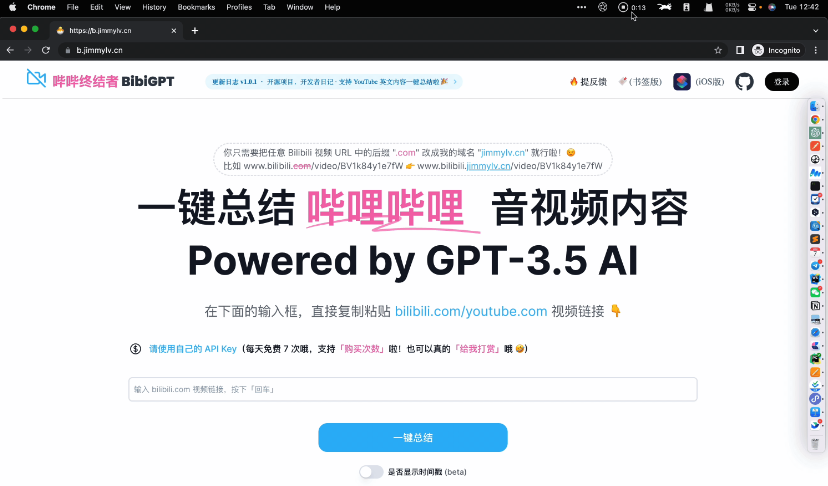 Chrome File Edit View History Bookmarks Profiles Tab Window Help 0:13 0KB/s 0KB/s Tue 12:42
https://b.jimmylv.cn
b.jimmylv.cn Incognito
哔哔终结者 BibiGPT 更新日志 v1.0.1 · 开源项目、开发者日记 · 支持 YouTube 英文内容一键总结啦🎉 🔥 提反馈 (书签版) (iOS版) 登录
你只需要把任意 Bilibili 视频 URL 中的后缀 ".com" 改成我的域名 "jimmylv.cn" 就行啦！😉
比如 www.bilibili.com/video/BV1k84y1e7fW 👉 www.bilibili.jimmylv.cn/video/BV1k84y1e7fW
一键总结 哔哩哔哩 音视频内容
Powered by GPT-3.5 AI
在下面的输入框，直接复制粘贴 bilibili.com/youtube.com 视频链接 👇
请使用自己的 API Key（每天免费 7 次哦，支持「购买次数」啦！也可以真的「给我打赏」哦 🤣）
输入 bilibili.com 视频链接，按下「回车」
一键总结
是否显示时间戳 (beta)